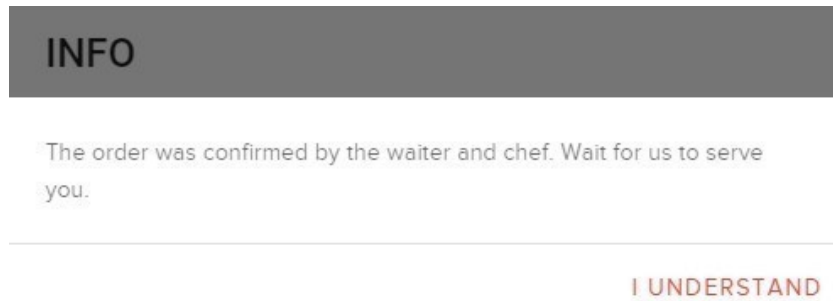 INFO
The order was confirmed by the waiter and chef. Wait for us to serve
you.
I UNDERSTAND